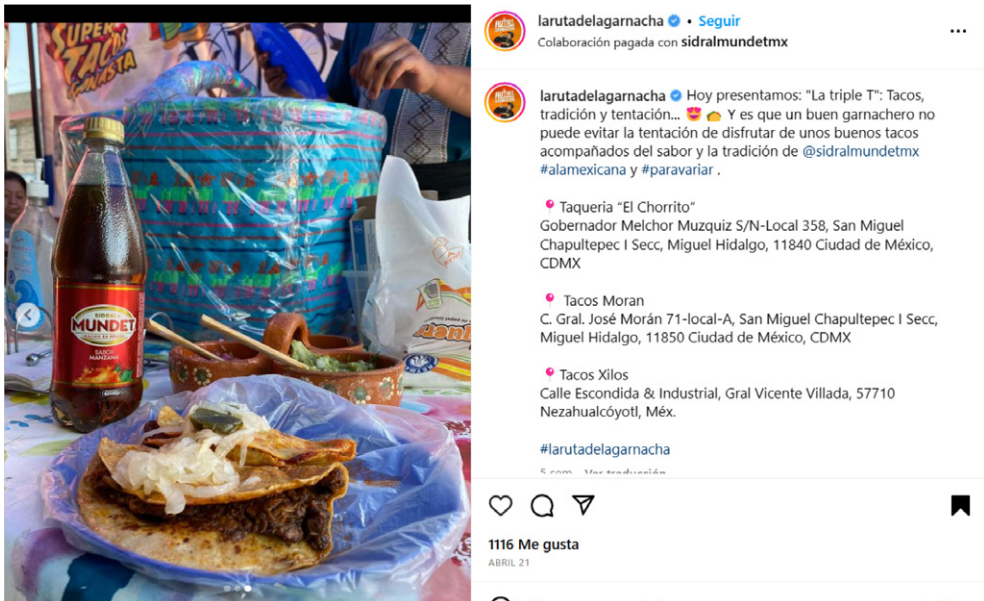 SUPER
TACOS
CANASTA
SIDRAL
MUNDET
SABOR
MANZANA
larutadelagarnacha • Seguir
Colaboración pagada con sidralmundetmx
larutadelagarnacha Hoy presentamos: "La triple T": Tacos,
tradición y tentación... 😍 🌮 Y es que un buen garnachero no
puede evitar la tentación de disfrutar de unos buenos tacos
acompañados del sabor y la tradición de @sidralmundetmx
#alamexicana y #paravariar .
📍 Taqueria “El Chorrito“
Gobernador Melchor Muzquiz S/N-Local 358, San Miguel
Chapultepec I Secc, Miguel Hidalgo, 11840 Ciudad de México,
CDMX
📍 Tacos Moran
C. Gral. José Morán 71-local-A, San Miguel Chapultepec I Secc,
Miguel Hidalgo, 11850 Ciudad de México, CDMX
📍 Tacos Xilos
Calle Escondida & Industrial, Gral Vicente Villada, 57710
Nezahualcóyotl, Méx.
#larutadelagarnacha
5 sem Ver traducción
1116 Me gusta
ABRIL 21